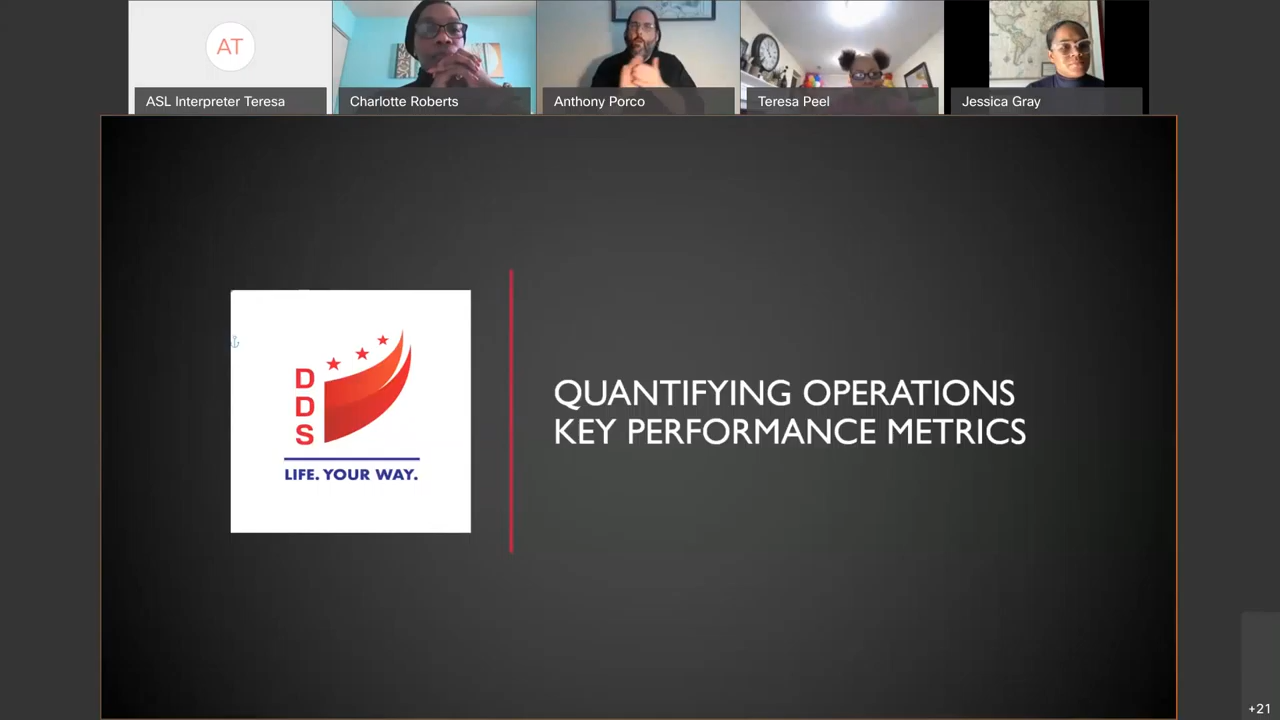 AT
ASL Interpreter Teresa
Charlotte Roberts
Anthony Porco
Teresa Peel
Jessica Gray
D
D
S
LIFE. YOUR WAY.
QUANTIFYING OPERATIONS
KEY PERFORMANCE METRICS
+21